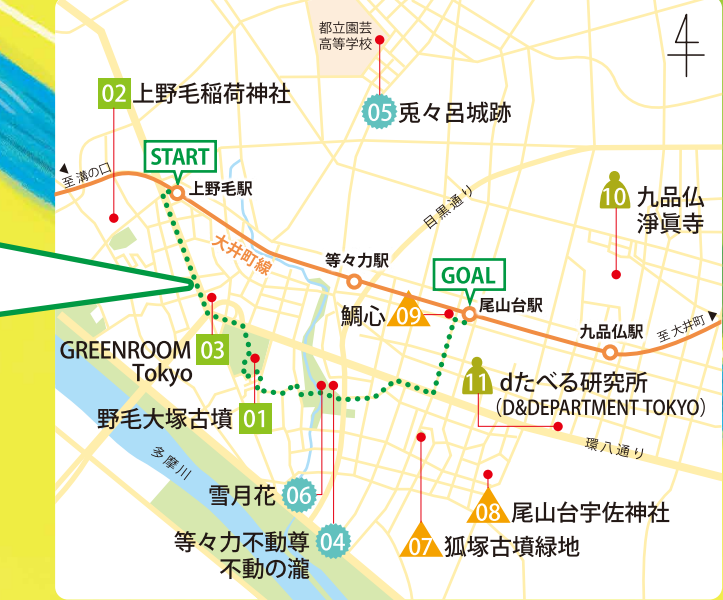 都立園芸
高等学校
4
02 上野毛稲荷神社
05 兎々呂城跡
START
至溝の口
上野毛駅
目黒通り
10 九品仏
淨眞寺
大井町線
等々力駅
GOAL
尾山台駅
鯛心 09
九品仏駅
至大井町
GREENROOM 03
Tokyo
11 dたべる研究所
(D&DEPARTMENT TOKYO)
野毛大塚古墳 01
環八通り
多摩川
雪月花 06
08 尾山台宇佐神社
等々力不動尊 04
不動の瀧
07 狐塚古墳緑地